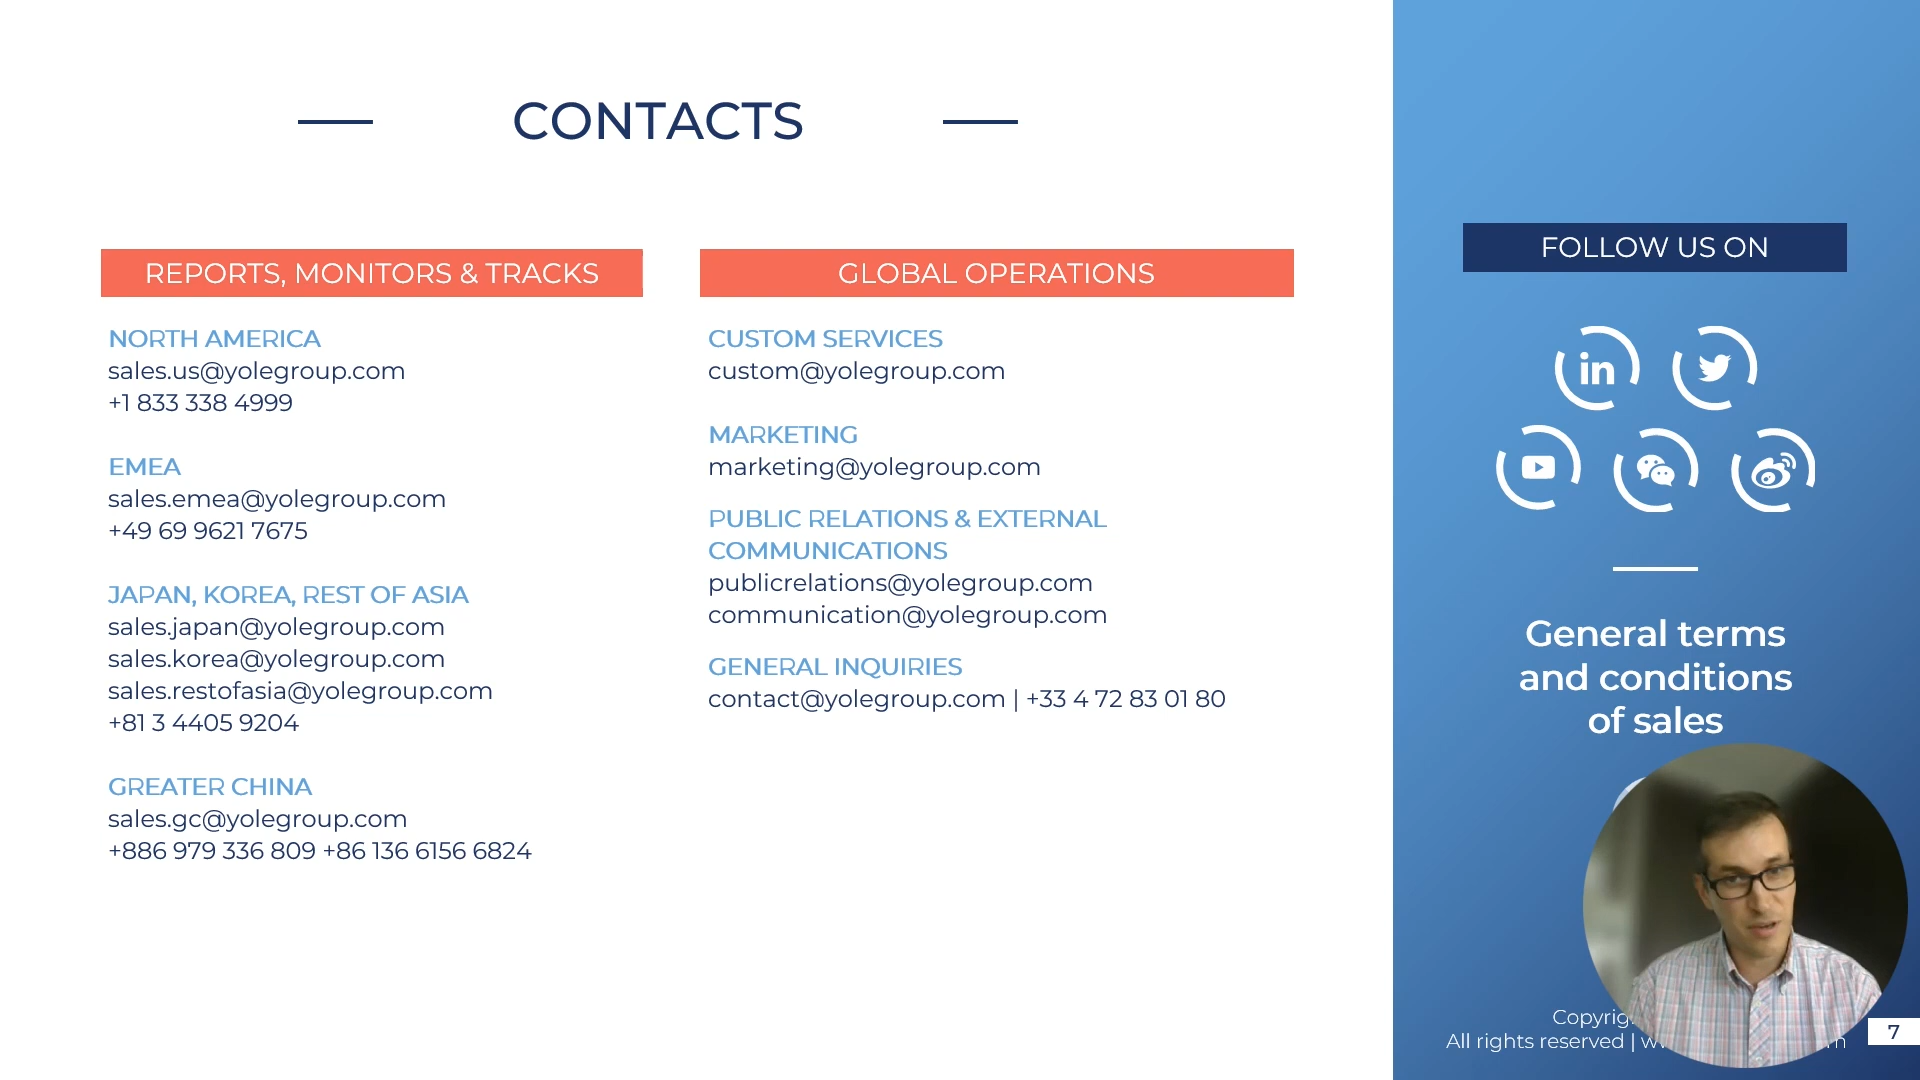 CONTACTS
REPORTS, MONITORS & TRACKS
NORTH AMERICA
sales.us@yolegroup.com
+1 833 338 4999
EMEA
sales.emea@yolegroup.com
+49 69 9621 7675
JAPAN, KOREA, REST OF ASIA
sales.japan@yolegroup.com
sales.korea@yolegroup.com
sales.restofasia@yolegroup.com
+81 3 4405 9204
GREATER CHINA
sales.gc@yolegroup.com
+886 979 336 809 +86 136 6156 6824
GLOBAL OPERATIONS
CUSTOM SERVICES
custom@yolegroup.com
MARKETING
marketing@yolegroup.com
PUBLIC RELATIONS & EXTERNAL
COMMUNICATIONS
publicrelations@yolegroup.com
communication@yolegroup.com
GENERAL INQUIRIES
contact@yolegroup.com | +33 4 72 83 01 80
FOLLOW US ON
in
General terms
and conditions
of sales
All rights reserved |
7